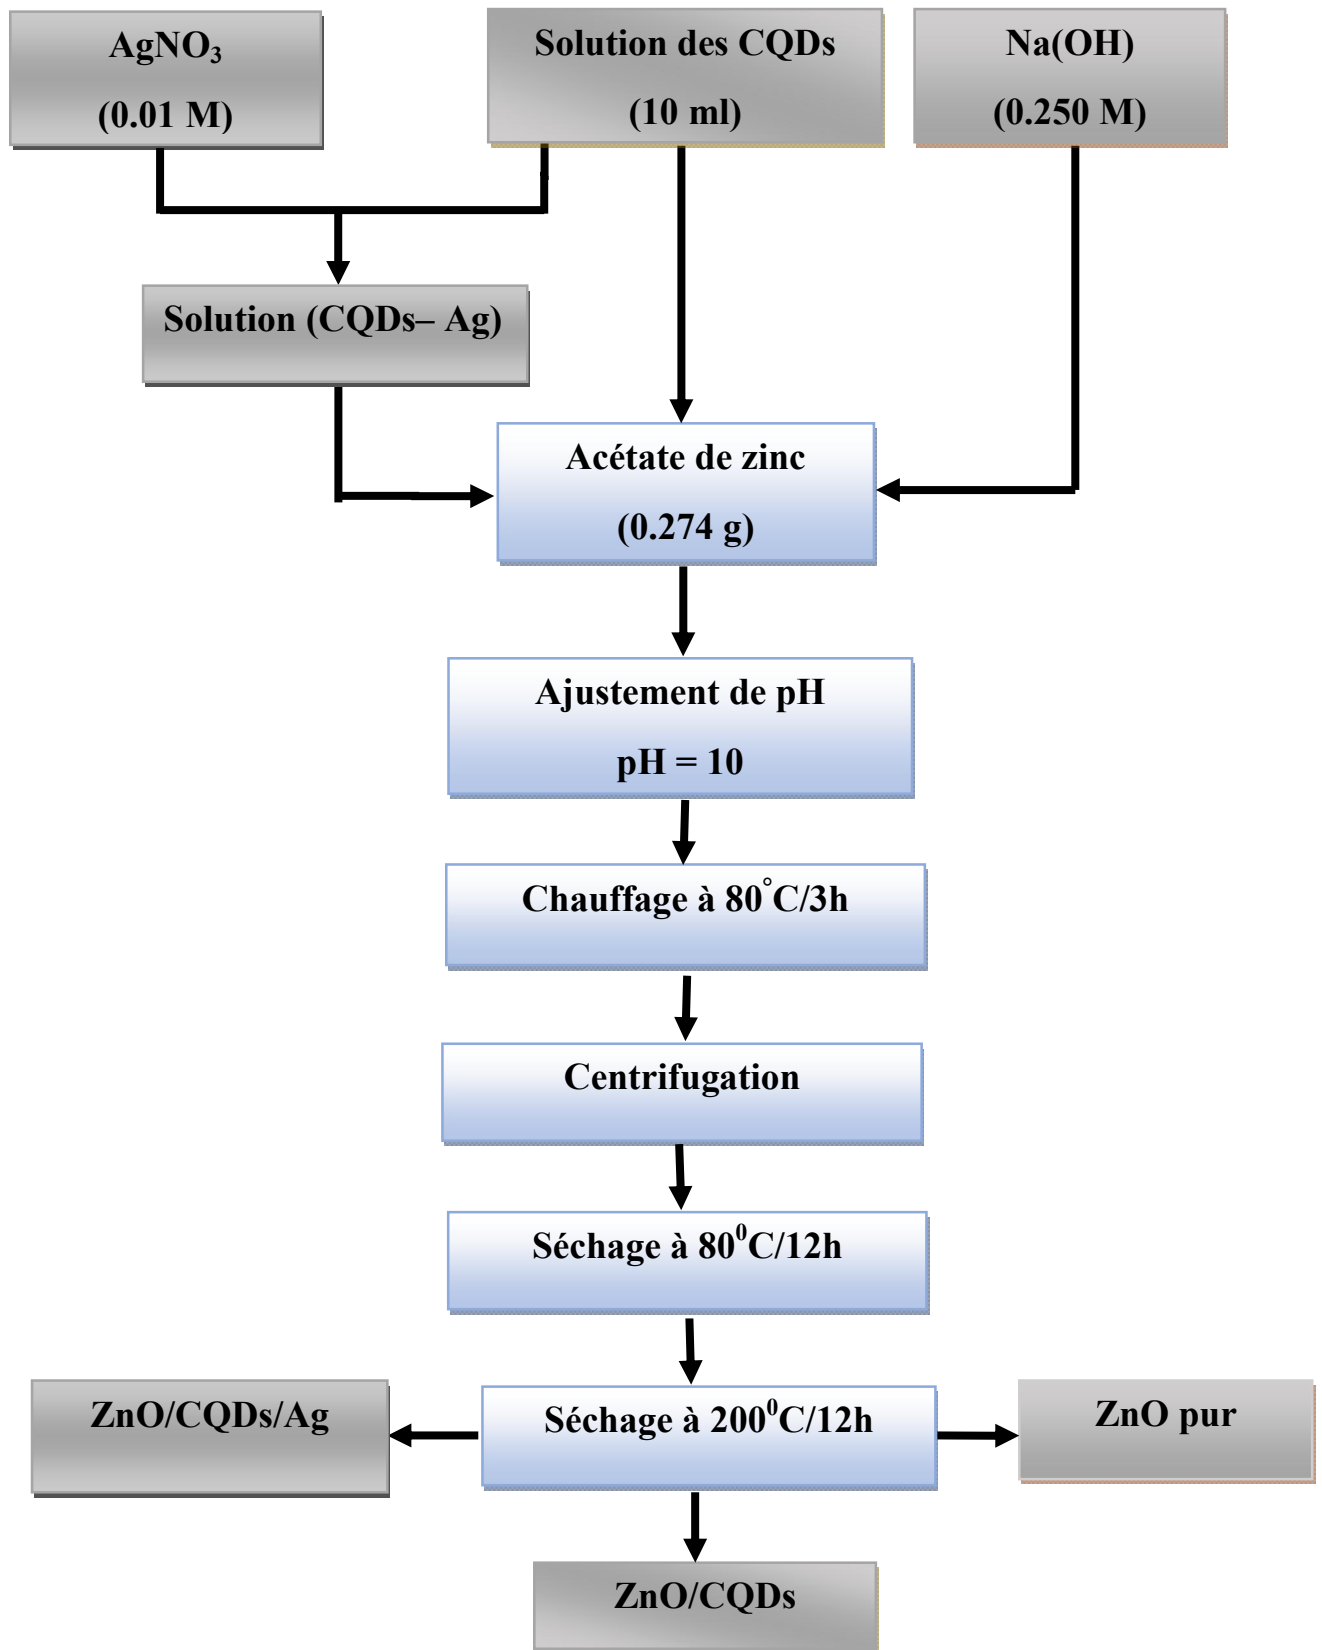 AgNO₃
(0.01 M)
Solution des CQDs
(10 ml)
Na(OH)
(0.250 M)
Solution (CQDs– Ag)
Acétate de zinc
(0.274 g)
Ajustement de pH
pH = 10
Chauffage à 80°C/3h
Centrifugation
Séchage à 80⁰C/12h
ZnO/CQDs/Ag
Séchage à 200⁰C/12h
ZnO pur
ZnO/CQDs